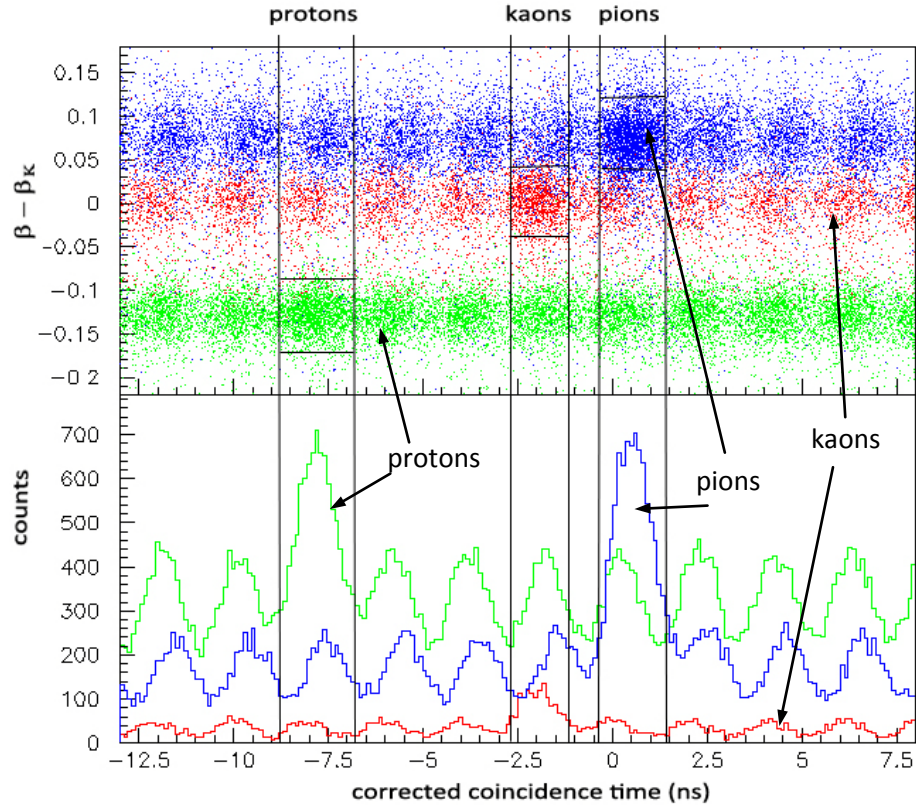 protons kaons pions
β − βK
0.15
0.1
0.05
0
−0.05
−0.1
−0.15
−0.2
counts
700
600
500
400
300
200
100
0
protons
pions
kaons
−12.5 −10 −7.5 −5 −2.5 0 2.5 5 7.5
corrected coincidence time (ns)